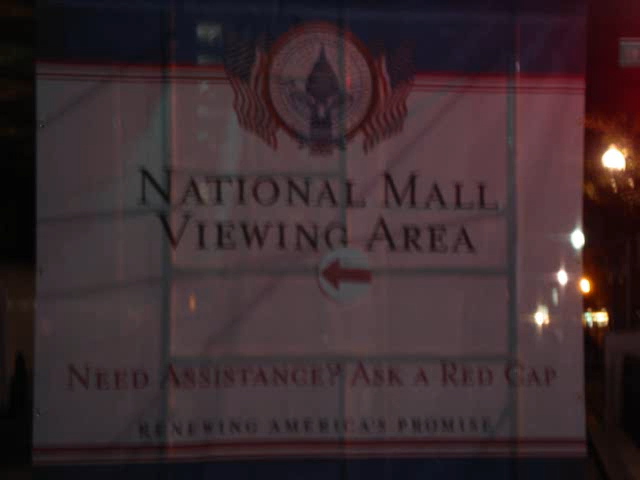 NATIONAL MALL
VIEWING AREA
NEED ASSISTANCE? ASK A RED CAP
RENEWING AMERICA'S PROMISE